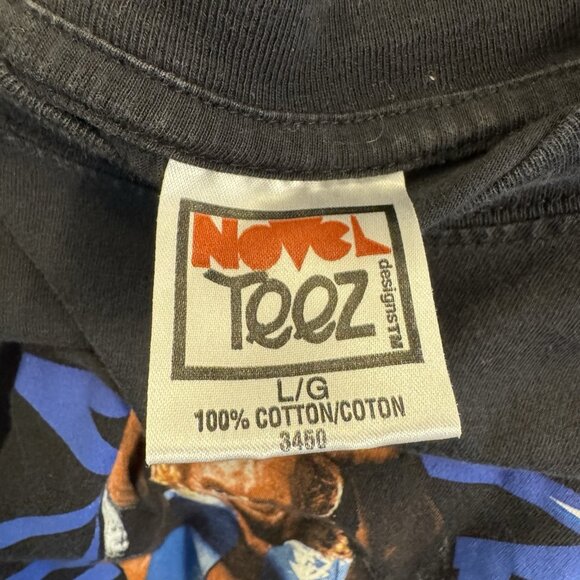 NOVEL
TEEZ
designs™
L/G
100% COTTON/COTON
3450